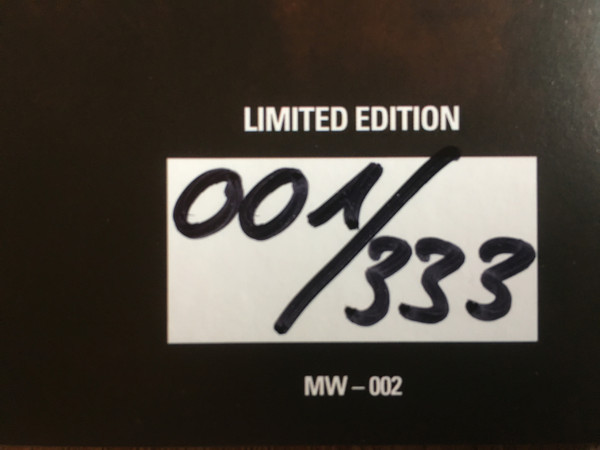 LIMITED EDITION
001/333
MW – 002